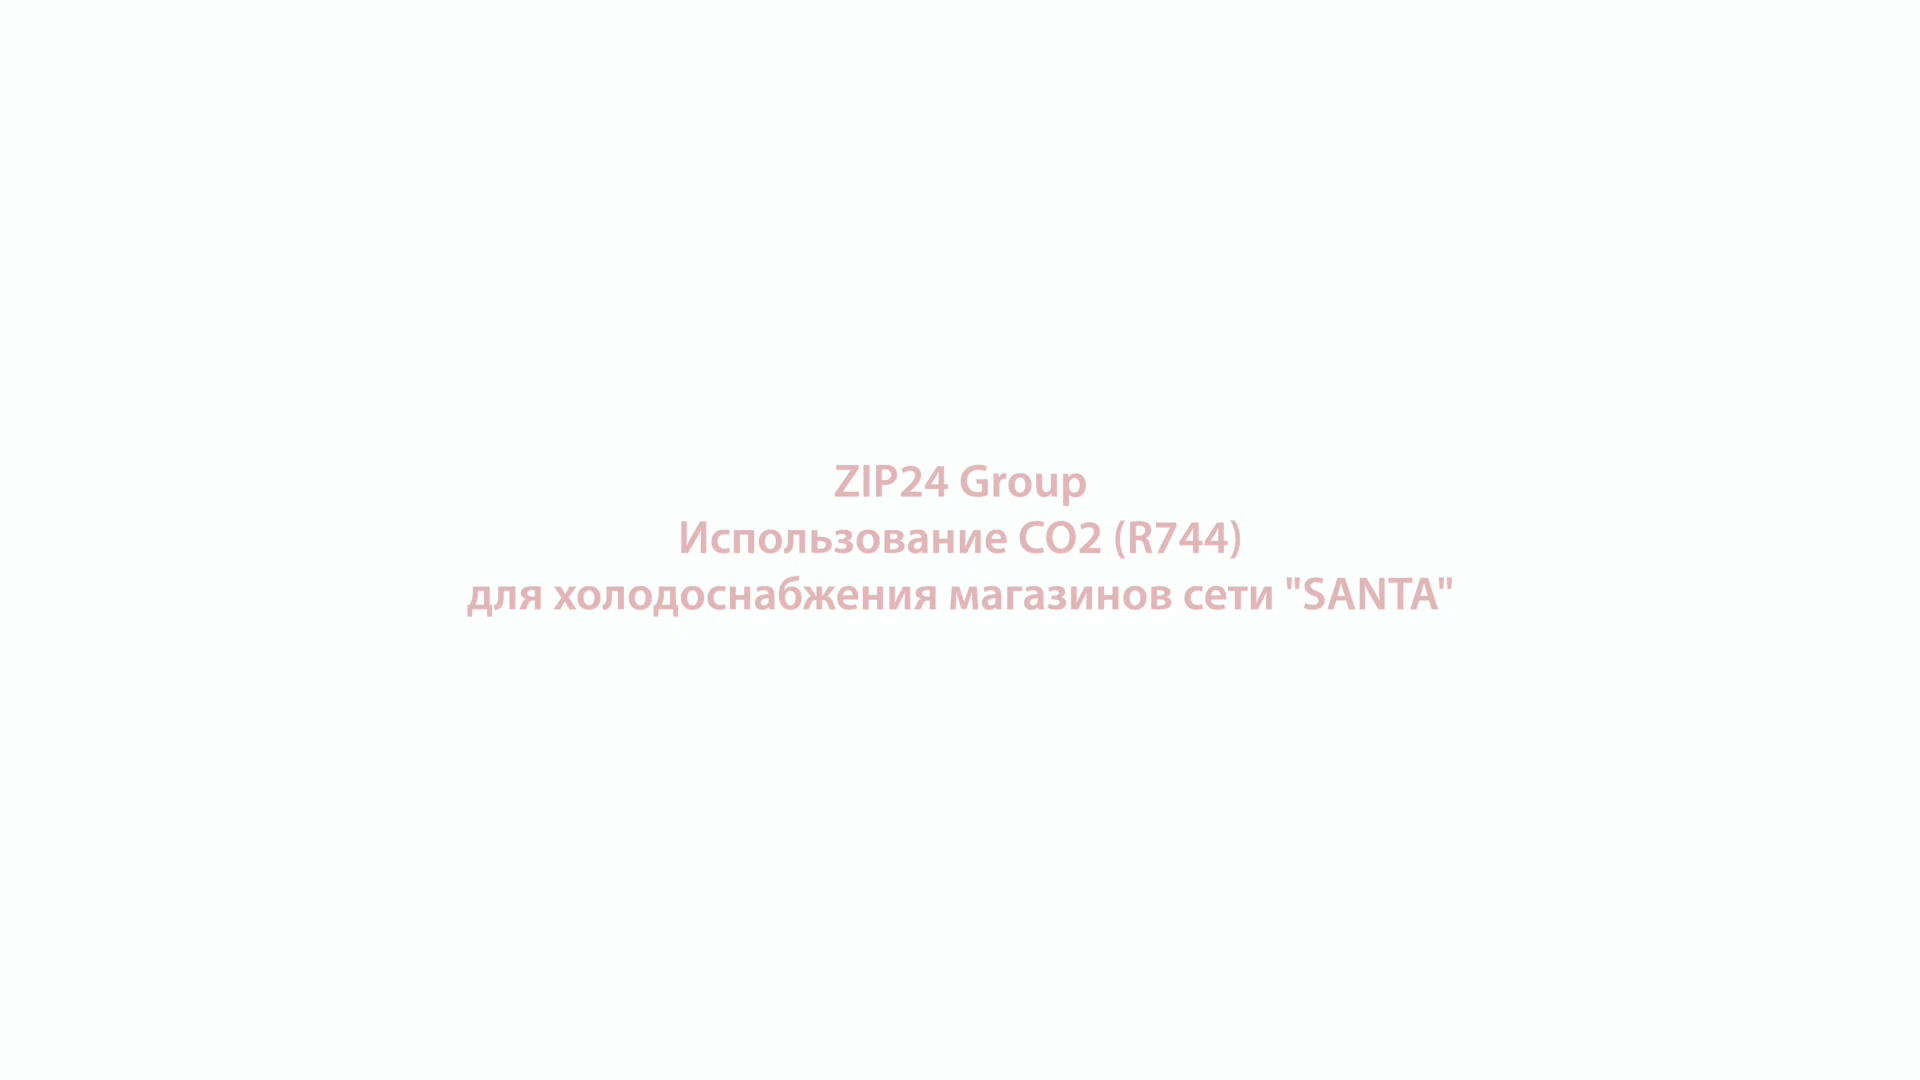 ZIP24 Group
Использование CO2 (R744)
для холодоснабжения магазинов сети "SANTA"